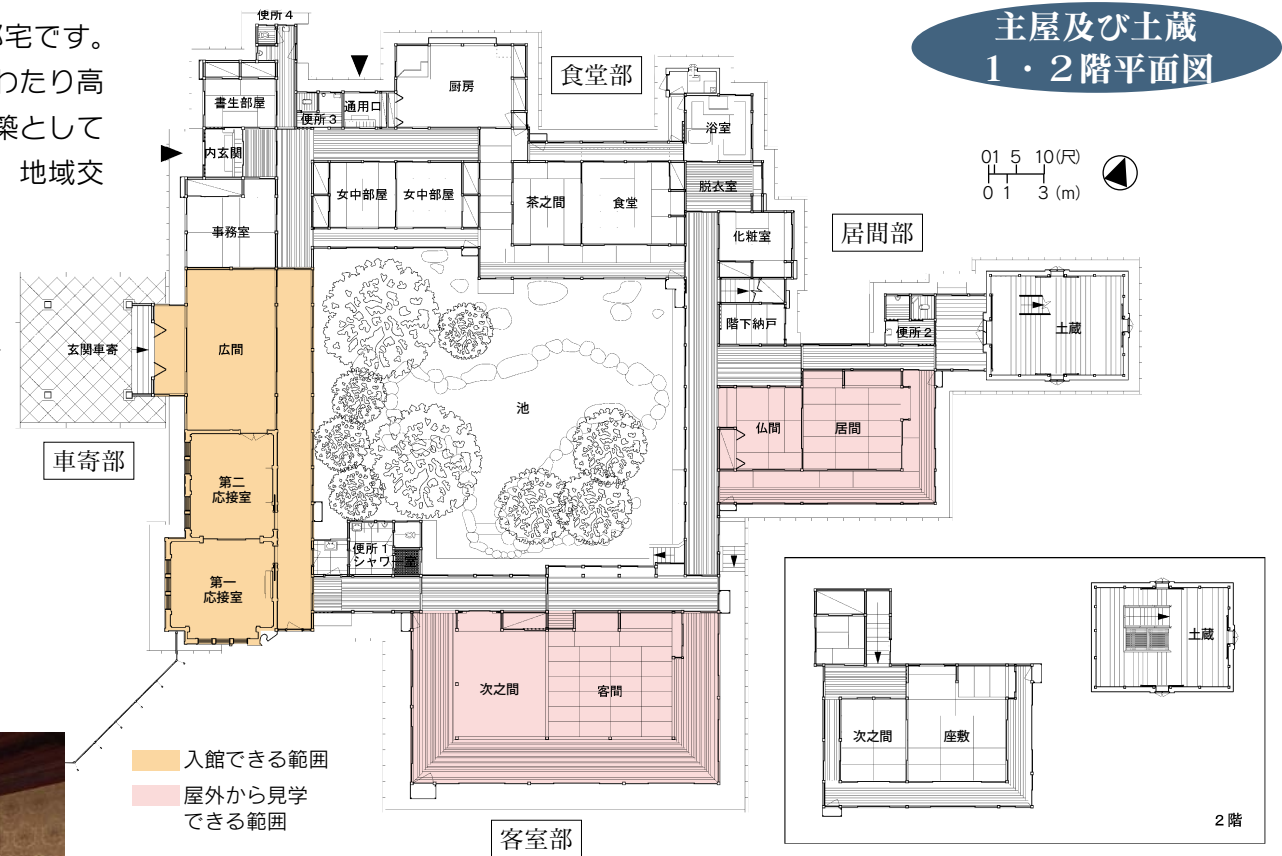 邸宅です。
わたり高
築として
地域交
主屋及び土蔵
1・2階平面図
01 5 10(尺)
0 1 3 (m)
便所4
書生部屋
便所3
通用口
厨房
食堂部
浴室
内玄関
女中部屋
女中部屋
茶之間
食堂
脱衣室
事務室
化粧室
居間部
玄関車寄
広間
階下納戸
便所2
土蔵
池
仏間
居間
車寄部
第二
応接室
第一
応接室
便所1
シャワー室
次之間
客間
客室部
入館できる範囲
屋外から見学
できる範囲
次之間
座敷
土蔵
2階